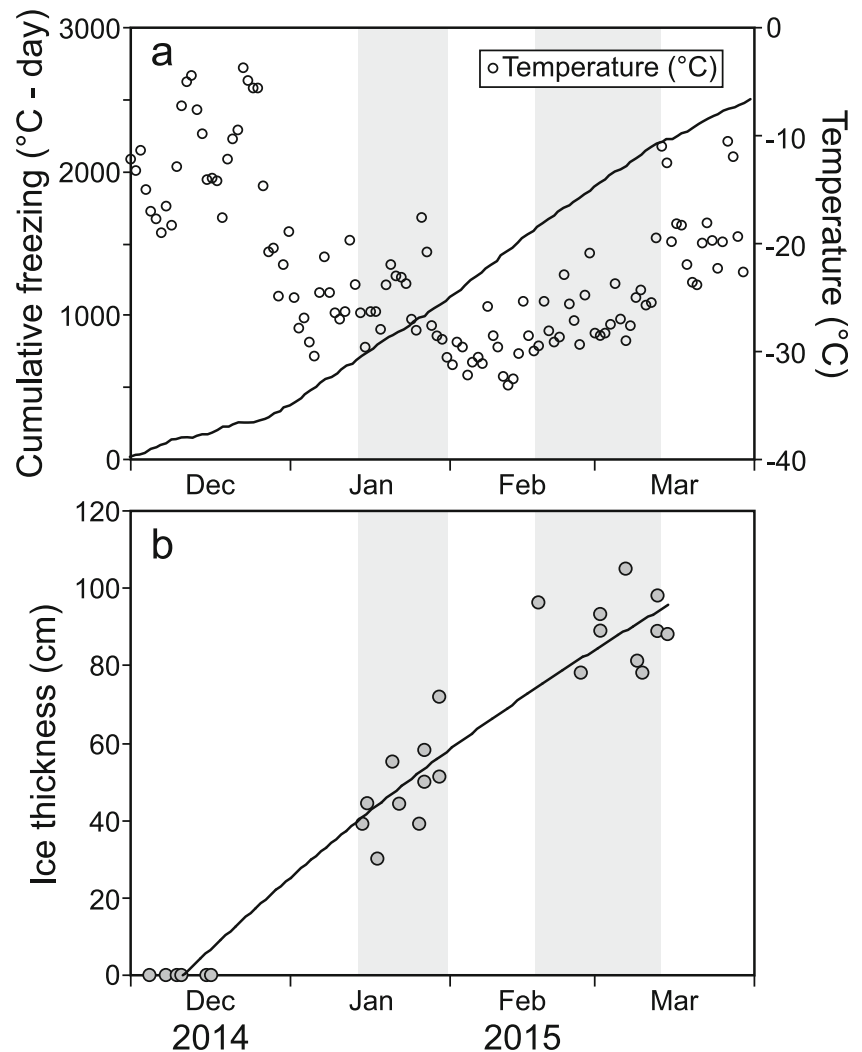 Cumulative freezing (°C - day)
3000
2000
1000
0
a
Temperature (°C)
0
-10
-20
-30
-40
Temperature (°C)
Dec Jan Feb Mar
Ice thickness (cm)
120
100
80
60
40
20
0
b
Dec Jan Feb Mar
2014 2015